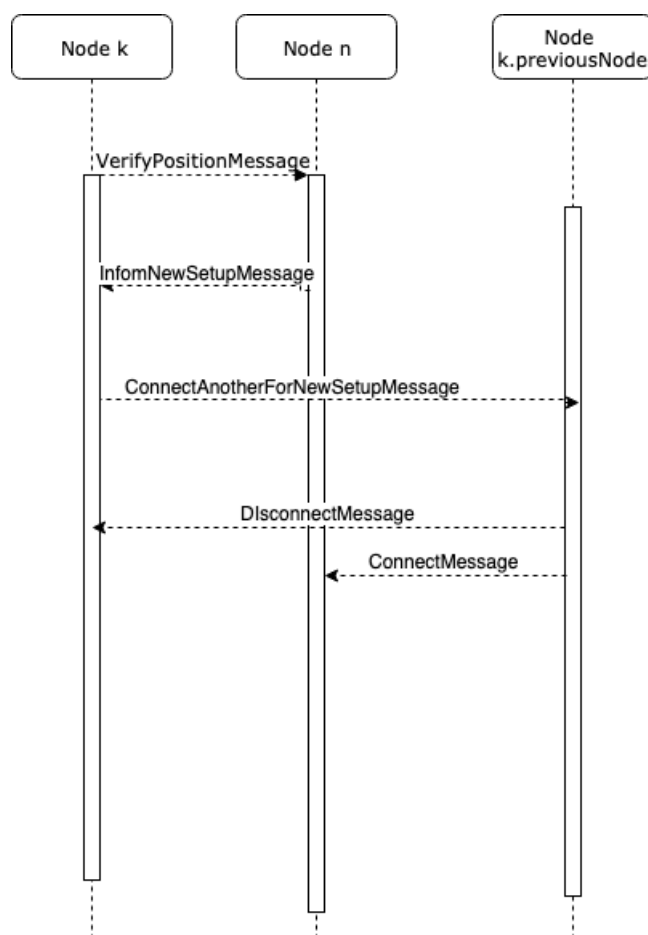 Node k
Node n
Node
k.previousNode
VerifyPositionMessage
InfomNewSetupMessage
ConnectAnotherForNewSetupMessage
DIsconnectMessage
ConnectMessage